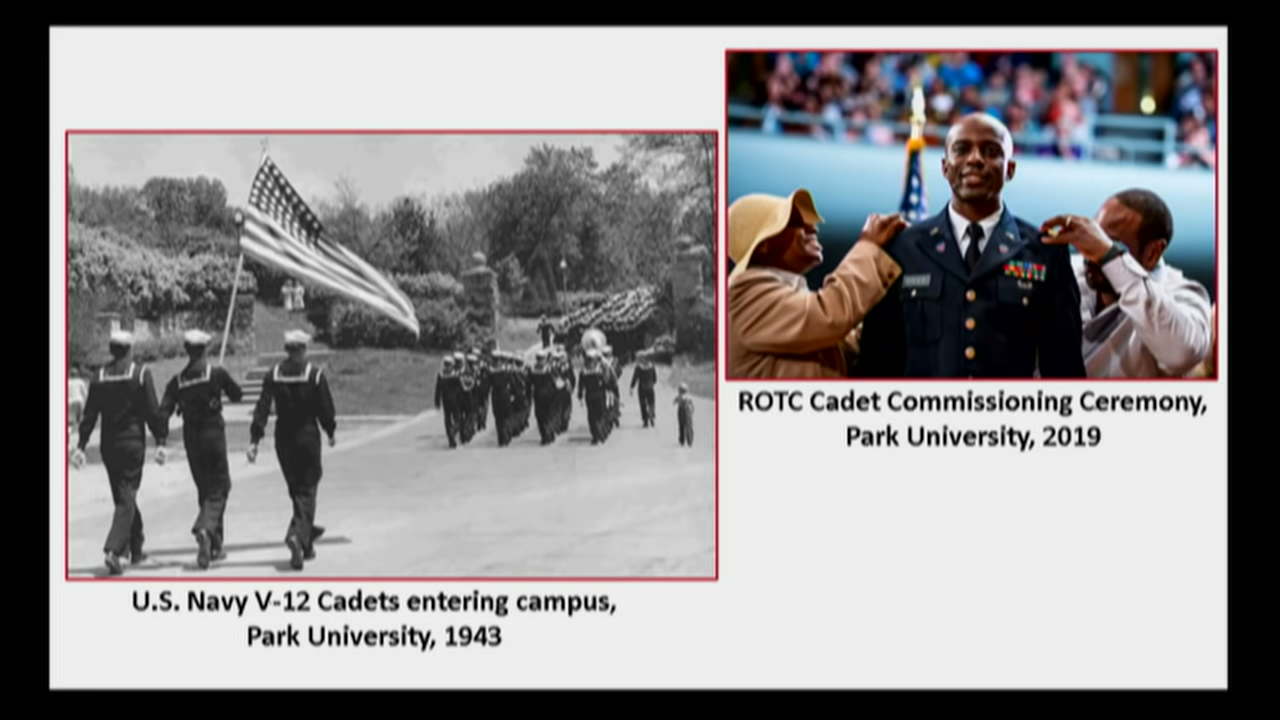 U.S. Navy V-12 Cadets entering campus,
Park University, 1943
ROTC Cadet Commissioning Ceremony,
Park University, 2019